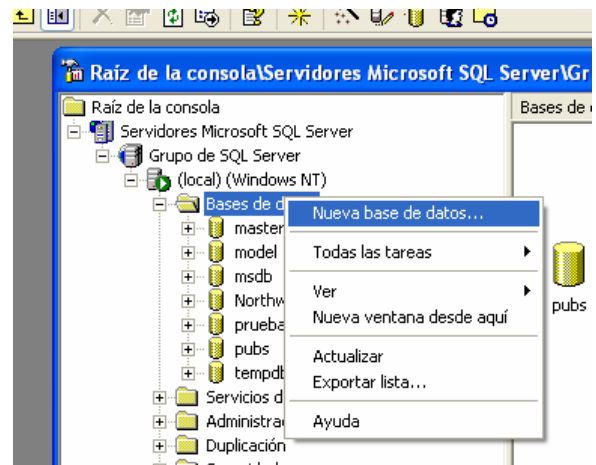 Raíz de la consola\Servidores Microsoft SQL Server\Gr
Raíz de la consola
Bases de
Servidores Microsoft SQL Server
Grupo de SQL Server
(local) (Windows NT)
Bases de d
master
model
msdb
Northw
prueba
pubs
tempdb
Servicios d
Administra
Duplicación
Nueva base de datos...
Todas las tareas
Ver
Nueva ventana desde aquí
Actualizar
Exportar lista...
Ayuda
pubs